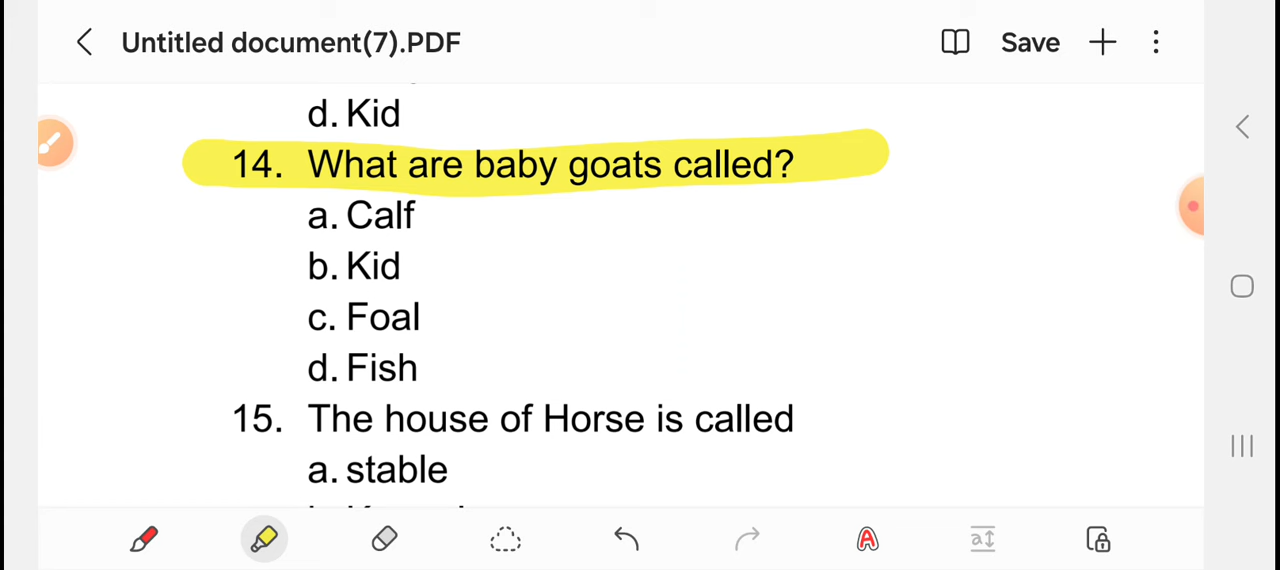 Untitled document(7).PDF
Save
d. Kid
14. What are baby goats called?
a. Calf
b. Kid
c. Foal
d. Fish
15. The house of Horse is called
a. stable